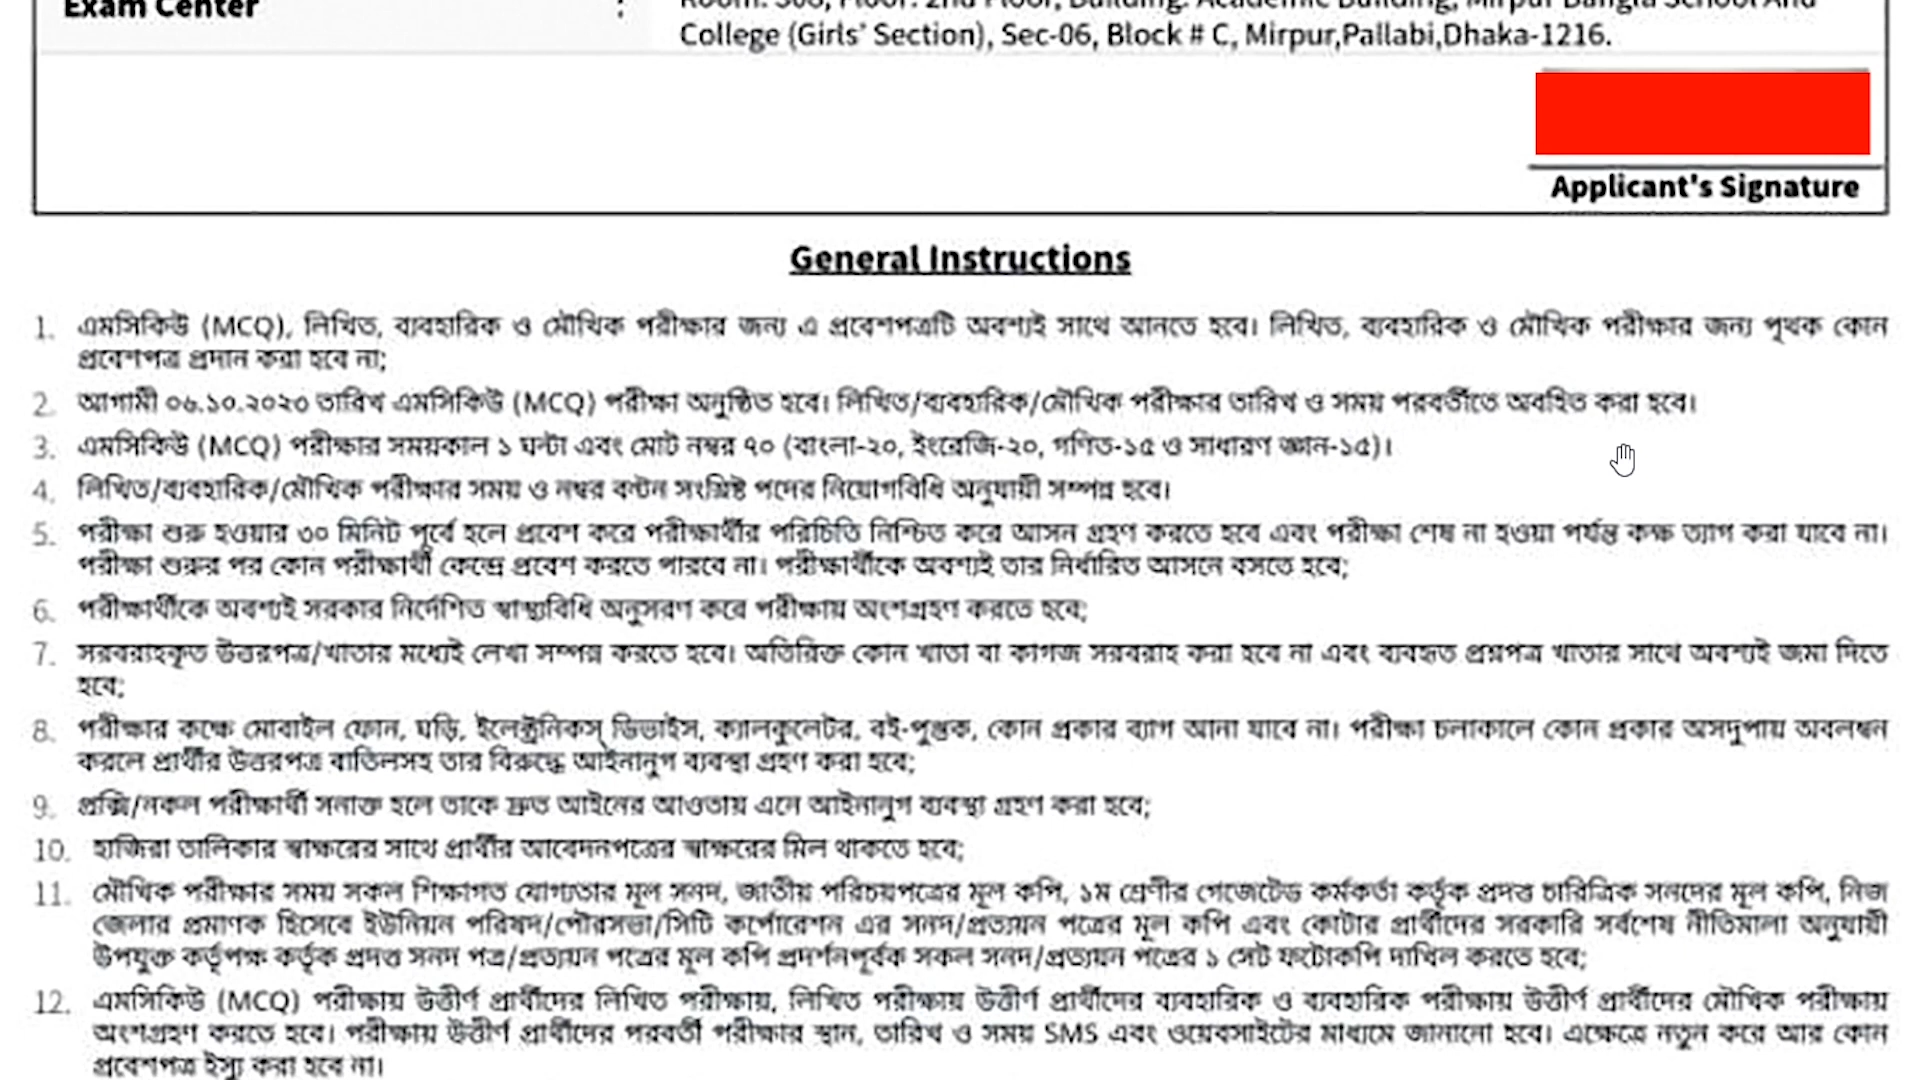 Exam Center : Room: 308, Floor: 2nd Floor, Building: Academic Building, Mirpur Bangla School And
College (Girls' Section), Sec-06, Block # C, Mirpur,Pallabi,Dhaka-1216.
Applicant's Signature
General Instructions
1. এমসিকিউ (MCQ), লিখিত, ব্যবহারিক ও মৌখিক পরীক্ষার জন্য এ প্রবেশপত্রটি অবশ্যই সাথে আনতে হবে। লিখিত, ব্যবহারিক ও মৌখিক পরীক্ষার জন্য পৃথক কোন
প্রবেশপত্র প্রদান করা হবে না;
2. আগামী ০৬.১০.২০২৩ তারিখ এমসিকিউ (MCQ) পরীক্ষা অনুষ্ঠিত হবে। লিখিত/ব্যবহারিক/মৌখিক পরীক্ষার তারিখ ও সময় পরবর্তীতে অবহিত করা হবে।
3. এমসিকিউ (MCQ) পরীক্ষার সময়কাল ১ ঘন্টা এবং মোট নম্বর ৭০ (বাংলা-২০, ইংরেজি-২০, গণিত-১৫ ও সাধারণ জ্ঞান-১৫)।
4. লিখিত/ব্যবহারিক/মৌখিক পরীক্ষার সময় ও নম্বর বন্টন সংশ্লিষ্ট পদের নিয়োগবিধি অনুযায়ী সম্পন্ন হবে।
5. পরীক্ষা শুরু হওয়ার ৩০ মিনিট পূর্বে হলে প্রবেশ করে পরীক্ষার্থীর পরিচিতি নিশ্চিত করে আসন গ্রহণ করতে হবে এবং পরীক্ষা শেষ না হওয়া পর্যন্ত কক্ষ ত্যাগ করা যাবে না।
পরীক্ষা শুরুর পর কোন পরীক্ষার্থী কেন্দ্রে প্রবেশ করতে পারবে না। পরীক্ষার্থীকে অবশ্যই তার নির্ধারিত আসনে বসতে হবে;
6. পরীক্ষার্থীকে অবশ্যই সরকার নির্দেশিত স্বাস্থ্যবিধি অনুসরণ করে পরীক্ষায় অংশগ্রহণ করতে হবে;
7. সরবরাহকৃত উত্তরপত্র/খাতার মধ্যেই লেখা সম্পন্ন করতে হবে। অতিরিক্ত কোন খাতা বা কাগজ সরবরাহ করা হবে না এবং ব্যবহৃত প্রশ্নপত্র খাতার সাথে অবশ্যই জমা দিতে
হবে;
8. পরীক্ষার কক্ষে মোবাইল ফোন, ঘড়ি, ইলেক্ট্রনিকস্ ডিভাইস, ক্যালকুলেটর, বই-পুস্তক, কোন প্রকার ব্যাগ আনা যাবে না। পরীক্ষা চলাকালে কোন প্রকার অসদুপায় অবলম্বন
করলে প্রার্থীর উত্তরপত্র বাতিলসহ তার বিরুদ্ধে আইনানুগ ব্যবস্থা গ্রহণ করা হবে;
9. প্রক্সি/নকল পরীক্ষার্থী সনাক্ত হলে তাকে দ্রুত আইনের আওতায় এনে আইনানুগ ব্যবস্থা গ্রহণ করা হবে;
10. হাজিরা তালিকার স্বাক্ষরের সাথে প্রার্থীর আবেদনপত্রের স্বাক্ষরের মিল থাকতে হবে;
11. মৌখিক পরীক্ষার সময় সকল শিক্ষাগত যোগ্যতার মূল সনদ, জাতীয় পরিচয়পত্রের মূল কপি, ১ম শ্রেণীর গেজেটেড কর্মকর্তা কর্তৃক প্রদত্ত চারিত্রিক সনদের মূল কপি, নিজ
জেলার প্রমাণক হিসেবে ইউনিয়ন পরিষদ/পৌরসভা/সিটি কর্পোরেশন এর সনদ/প্রত্যয়ন পত্রের মূল কপি এবং কোটার প্রার্থীদের সরকারি সর্বশেষ নীতিমালা অনুযায়ী
উপযুক্ত কর্তৃপক্ষ কর্তৃক প্রদত্ত সনদ পত্র/প্রত্যয়ন পত্রের মূল কপি প্রদর্শনপূর্বক সকল সনদ/প্রত্যয়ন পত্রের ১ সেট ফটোকপি দাখিল করতে হবে;
12. এমসিকিউ (MCQ) পরীক্ষায় উত্তীর্ণ প্রার্থীদের লিখিত পরীক্ষায়, লিখিত পরীক্ষায় উত্তীর্ণ প্রার্থীদের ব্যবহারিক ও ব্যবহারিক পরীক্ষায় উত্তীর্ণ প্রার্থীদের মৌখিক পরীক্ষায়
অংশগ্রহণ করতে হবে। পরীক্ষায় উত্তীর্ণ প্রার্থীদের পরবর্তী পরীক্ষার স্থান, তারিখ ও সময় SMS এবং ওয়েবসাইটের মাধ্যমে জানানো হবে। এক্ষেত্রে নতুন করে আর কোন
প্রবেশপত্র ইস্যু করা হবে না।